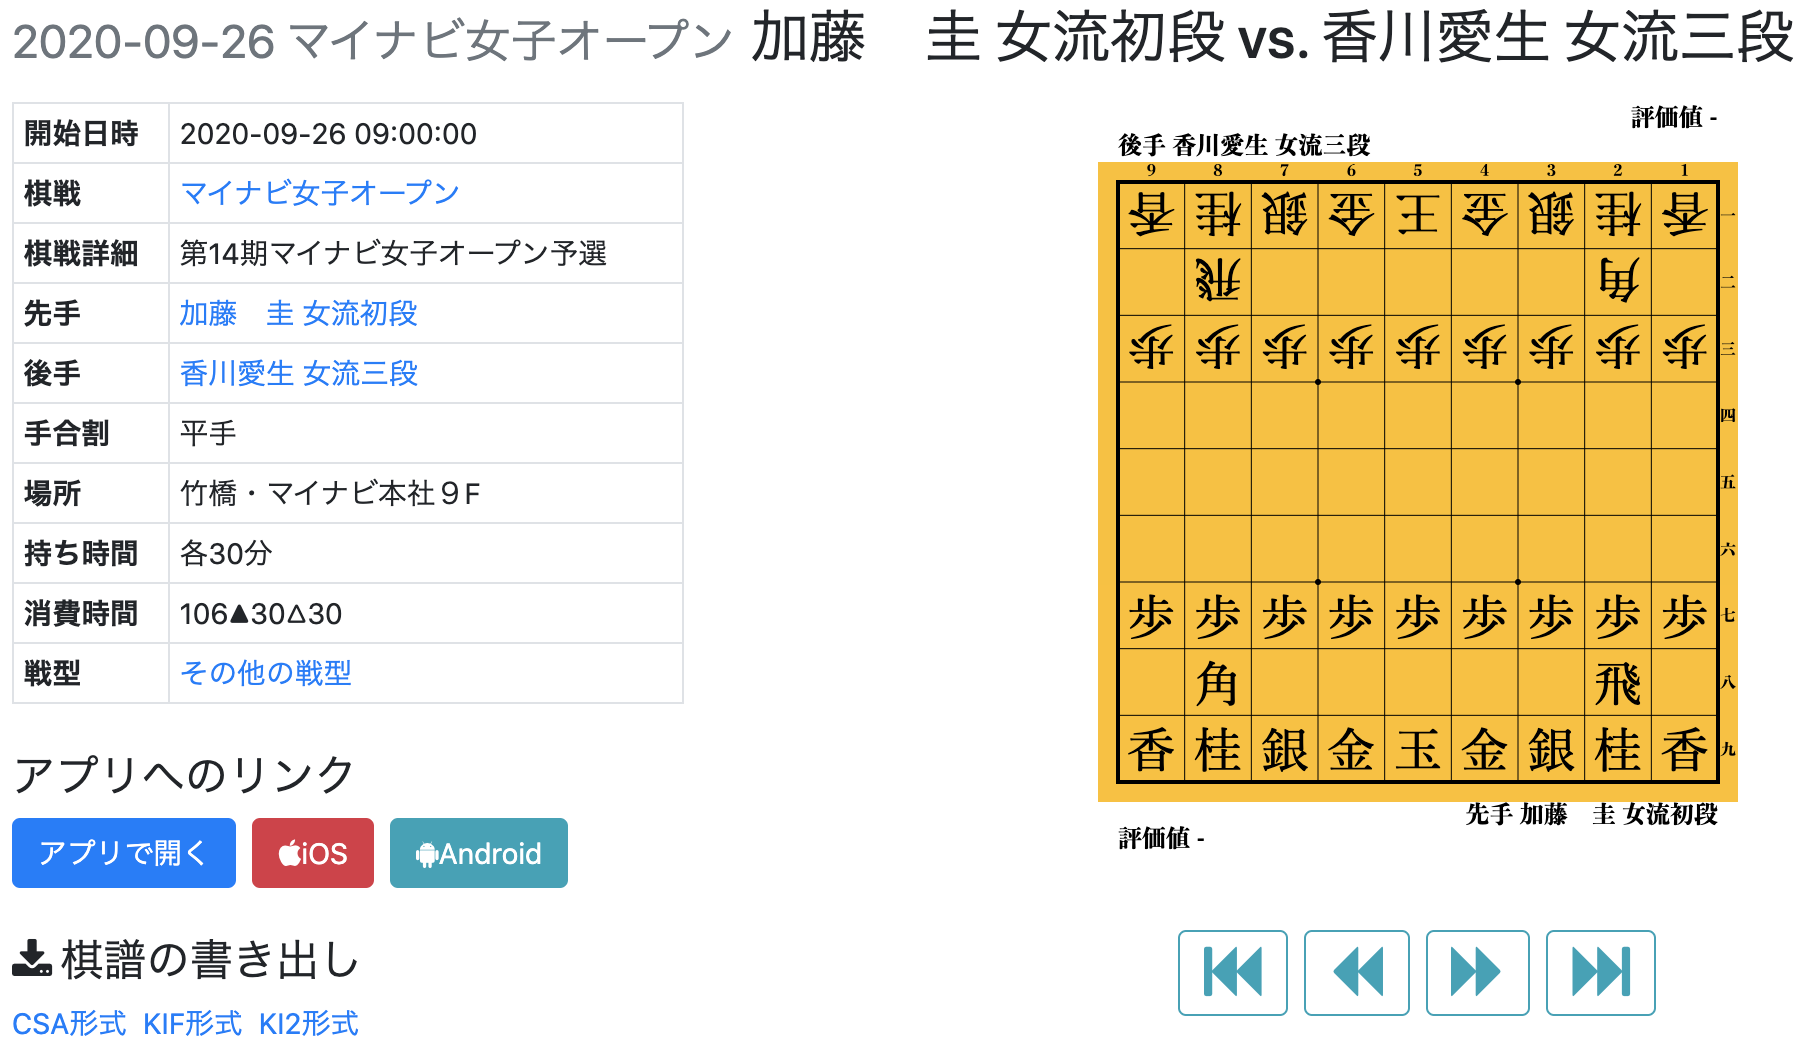 2020-09-26 マイナビ女子オープン 加藤　圭 女流初段 vs. 香川愛生 女流三段
開始日時 2020-09-26 09:00:00
棋戦 マイナビ女子オープン
棋戦詳細 第14期マイナビ女子オープン予選
先手 加藤　圭 女流初段
後手 香川愛生 女流三段
手合割 平手
場所 竹橋・マイナビ本社９F
持ち時間 各30分
消費時間 106▲30△30
戦型 その他の戦型
アプリへのリンク
アプリで開く iOS Android
棋譜の書き出し
CSA形式 KIF形式 KI2形式
評価値 -
後手 香川愛生 女流三段
9 8 7 6 5 4 3 2 1
香 桂 銀 金 王 金 銀 桂 香 一
飛 角 二
歩 歩 歩 歩 歩 歩 歩 歩 歩 三
四
五
六
歩 歩 歩 歩 歩 歩 歩 歩 歩 七
角 飛 八
香 桂 銀 金 玉 金 銀 桂 香 九
先手 加藤　圭 女流初段
評価値 -